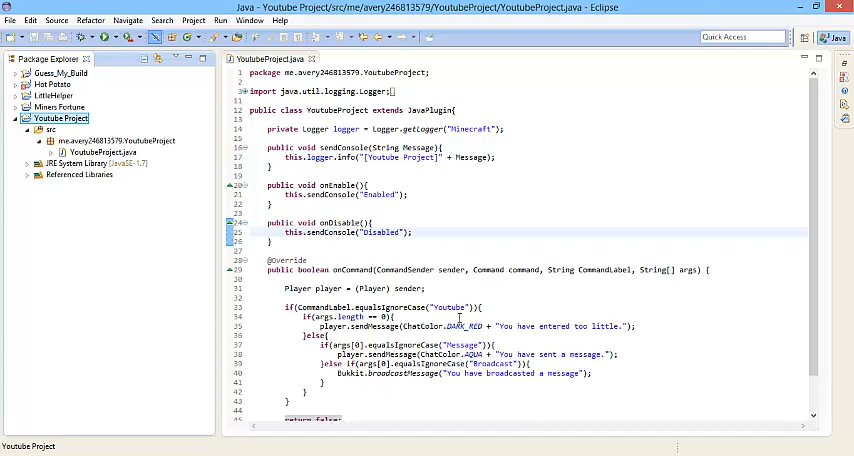 Java - Youtube Project/src/me/avery246813579/YoutubeProject/YoutubeProject.java - Eclipse
File Edit Source Refactor Navigate Search Project Run Window Help
Quick Access
Java
Package Explorer
Guess_My_Build
Hot Potato
LittleHelper
Miners Fortune
Youtube Project
src
me.avery246813579.YoutubeProject
YoutubeProject.java
JRE System Library [JavaSE-1.7]
Referenced Libraries
YoutubeProject.java
1 package me.avery246813579.YoutubeProject;
2
3 import java.util.logging.Logger;
11
12 public class YoutubeProject extends JavaPlugin{
13
14 private Logger logger = Logger.getLogger("Minecraft");
15
16 public void sendConsole(String Message){
17 this.logger.info("[Youtube Project]" + Message);
18 }
19
20 public void onEnable(){
21 this.sendConsole("Enabled");
22 }
23
24 public void onDisable(){
25 this.sendConsole("Disabled");
26 }
27
28 @Override
29 public boolean onCommand(CommandSender sender, Command command, String CommandLabel, String[] args) {
30
31 Player player = (Player) sender;
32
33 if(CommandLabel.equalsIgnoreCase("Youtube")){
34 if(args.length == 0){
35 player.sendMessage(ChatColor.DARK_RED + "You have entered too little.");
36 }else{
37 if(args[0].equalsIgnoreCase("Message")){
38 player.sendMessage(ChatColor.AQUA + "You have sent a message.");
39 }else if(args[0].equalsIgnoreCase("Broadcast")){
40 Bukkit.broadcastMessage("You have broadcasted a message");
41 }
42 }
43 }
44
45 return false;
Youtube Project